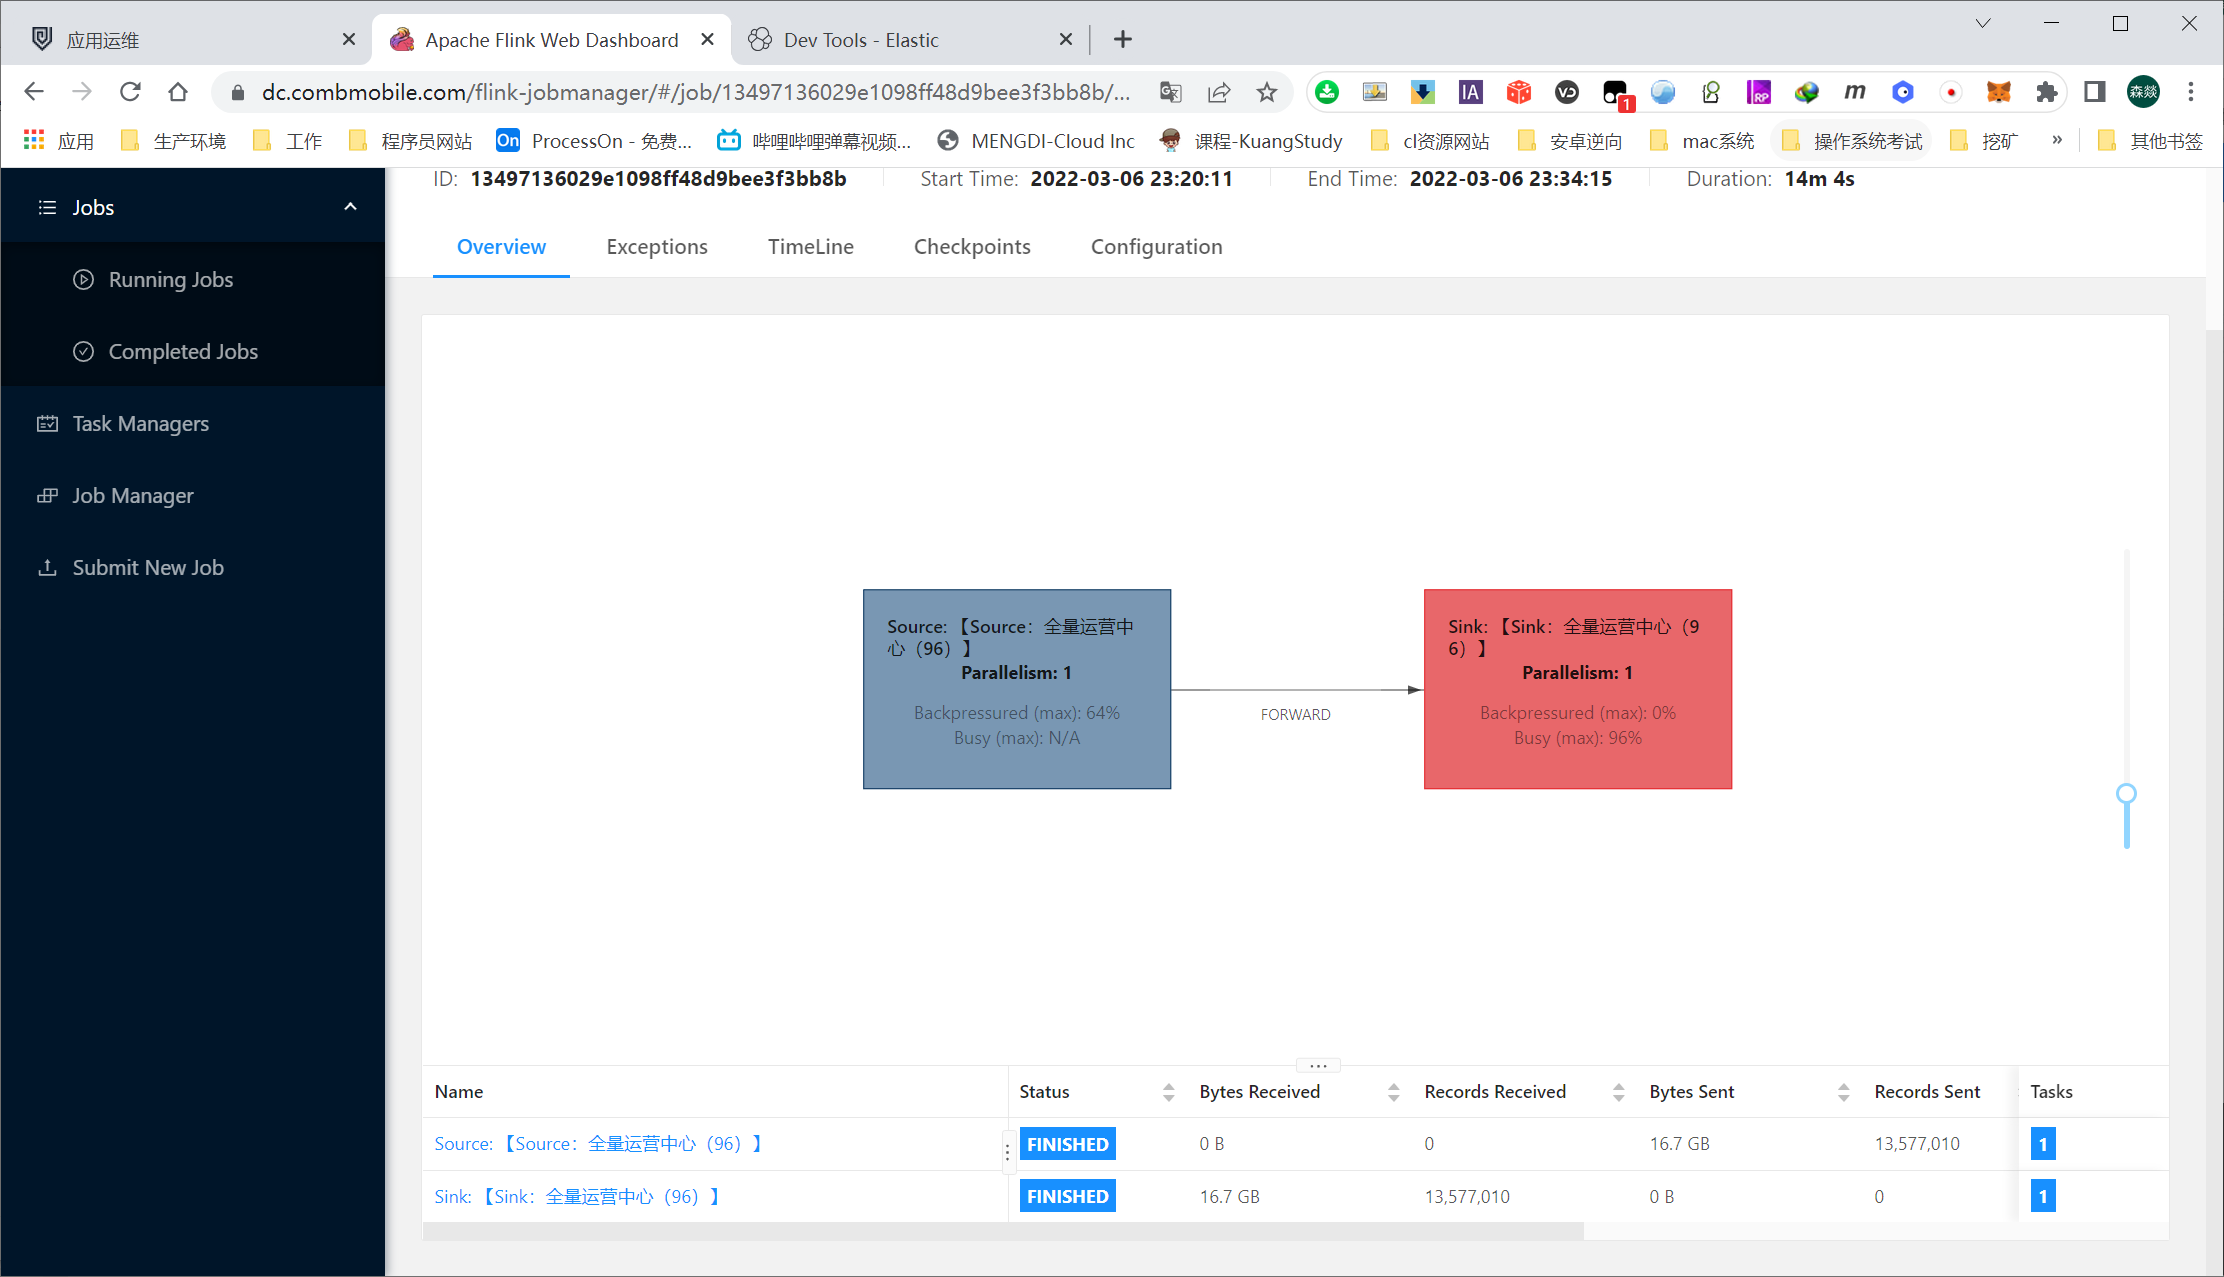 应用运维
Apache Flink Web Dashboard
Dev Tools - Elastic
dc.combmobile.com/flink-jobmanager/#/job/13497136029e1098ff48d9bee3f3bb8b/...
IA
1
RP
m
森燚
应用
生产环境
工作
程序员网站
On
ProcessOn - 免费...
哔哩哔哩弹幕视频...
MENGDI-Cloud Inc
课程-KuangStudy
cl资源网站
安卓逆向
mac系统
操作系统考试
挖矿
»
其他书签
ID: 13497136029e1098ff48d9bee3f3bb8b
Start Time: 2022-03-06 23:20:11
End Time: 2022-03-06 23:34:15
Duration: 14m 4s
Jobs
Running Jobs
Completed Jobs
Task Managers
Job Manager
Submit New Job
Overview
Exceptions
TimeLine
Checkpoints
Configuration
Source: 【Source：全量运营中
心（96）】
Parallelism: 1
Backpressured (max): 64%
Busy (max): N/A
FORWARD
Sink: 【Sink：全量运营中心（9
6）】
Parallelism: 1
Backpressured (max): 0%
Busy (max): 96%
Name Status Bytes Received Records Received Bytes Sent Records Sent Tasks
Source: 【Source：全量运营中心（96）】 FINISHED 0 B 0 16.7 GB 13,577,010 1
Sink: 【Sink：全量运营中心（96）】 FINISHED 16.7 GB 13,577,010 0 B 0 1